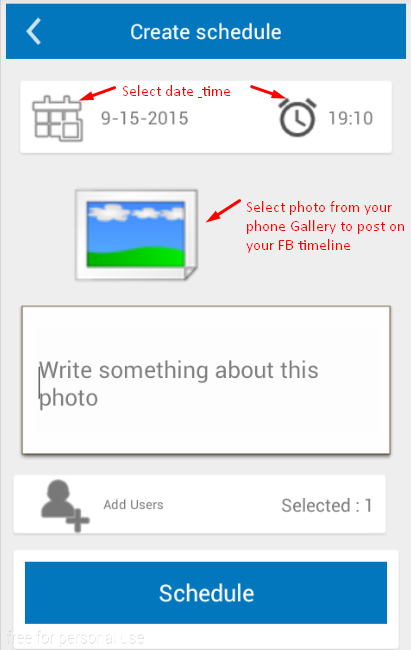 Create schedule
Select date _time
9-15-2015
19:10
Select photo from your
phone Gallery to post on
your FB timeline
Write something about this
photo
Add Users
Selected : 1
Schedule
free for personal use